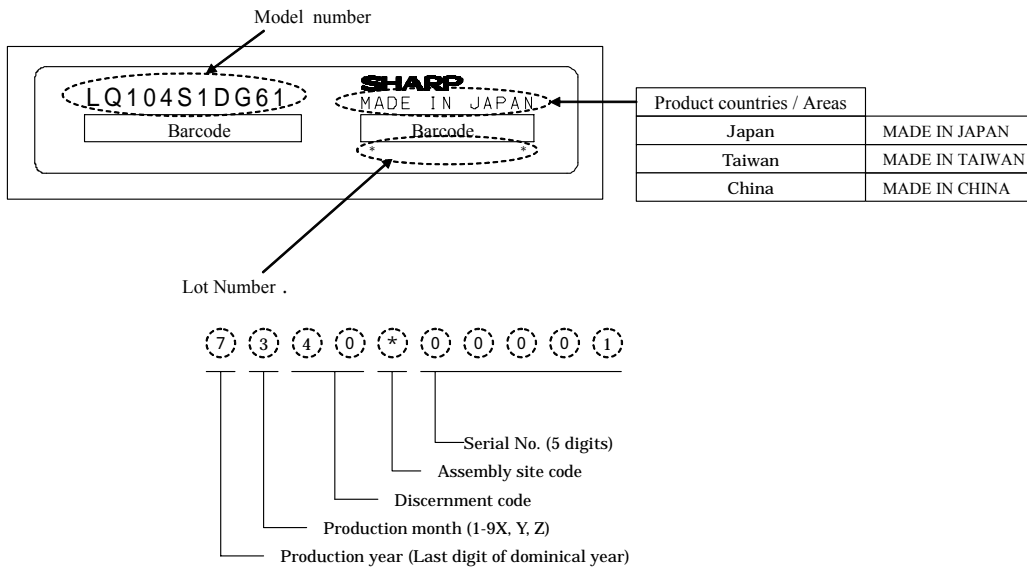 Model number
LQ104S1DG61
Barcode
SHARP
MADE IN JAPAN
Barcode
* *
Product countries / Areas
Japan MADE IN JAPAN
Taiwan MADE IN TAIWAN
China MADE IN CHINA
Lot Number .
7 3 4 0 * 0 0 0 0 1
Serial No. (5 digits)
Assembly site code
Discernment code
Production month (1-9X, Y, Z)
Production year (Last digit of dominical year)